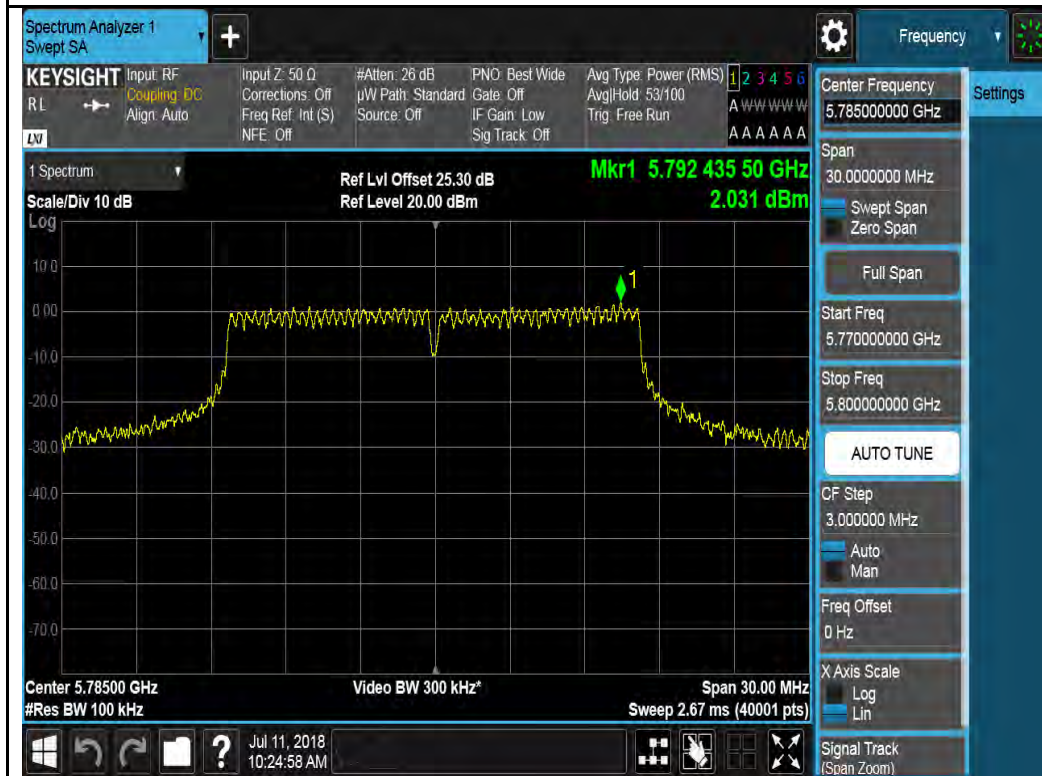 Spectrum Analyzer 1
Swept SA
+
Frequency
KEYSIGHT
R L
LXI
Input: RF
Coupling: DC
Align: Auto
Input Z: 50 Ω
Corrections: Off
Freq Ref: Int (S)
NFE: Off
#Atten: 26 dB
µW Path: Standard
Source: Off
PNO: Best Wide
Gate: Off
IF Gain: Low
Sig Track: Off
Avg Type: Power (RMS)
Avg|Hold: 53/100
Trig: Free Run
1 2 3 4 5 6
A W W W W W
A A A A A A
Center Frequency
5.785000000 GHz
Settings
Span
30.0000000 MHz
Swept Span
Zero Span
Full Span
Start Freq
5.770000000 GHz
Stop Freq
5.800000000 GHz
AUTO TUNE
CF Step
3.000000 MHz
Auto
Man
Freq Offset
0 Hz
X Axis Scale
Log
Lin
Signal Track
(Span Zoom)
1 Spectrum
Scale/Div 10 dB
Log
Ref Lvl Offset 25.30 dB
Ref Level 20.00 dBm
Mkr1 5.792 435 50 GHz
2.031 dBm
1
10.0
0.00
-10.0
-20.0
-30.0
-40.0
-50.0
-60.0
-70.0
Center 5.78500 GHz
#Res BW 100 kHz
Video BW 300 kHz*
Span 30.00 MHz
Sweep 2.67 ms (40001 pts)
?
Jul 11, 2018
10:24:58 AM